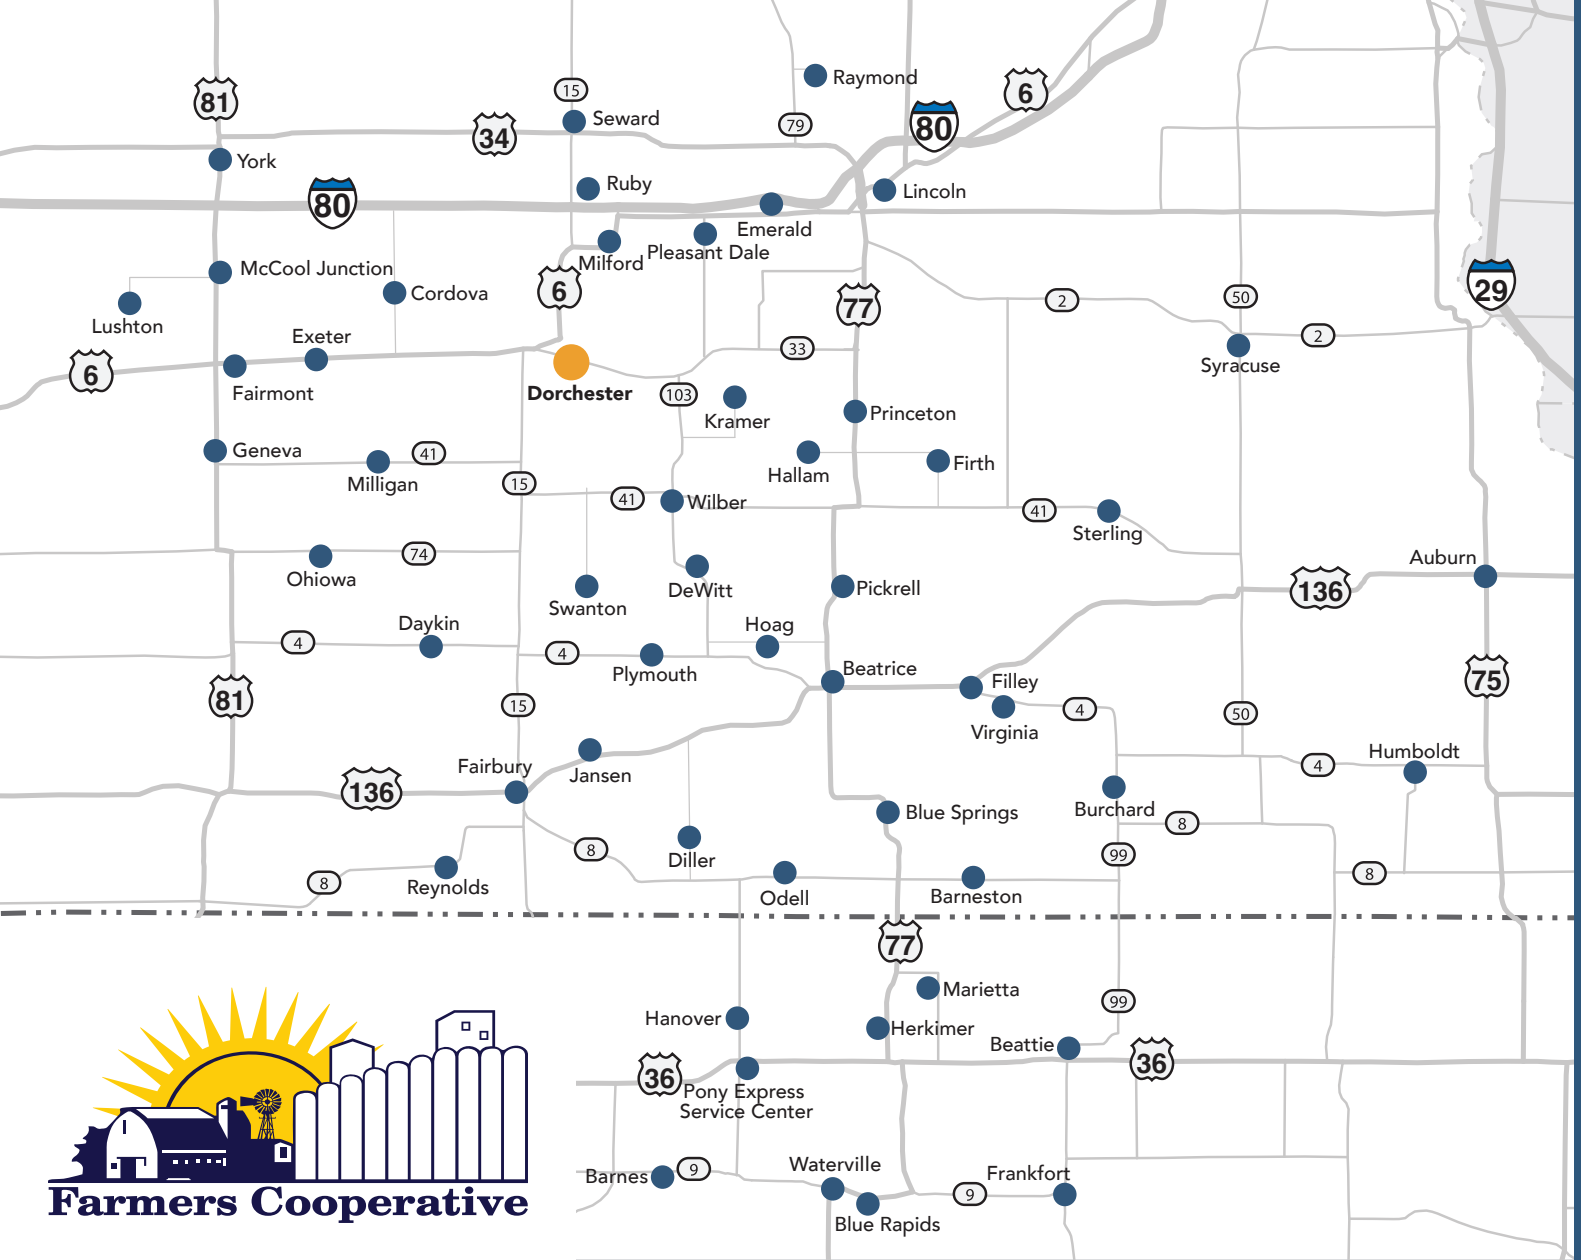 Raymond
6
15
81
80
Seward
79
34
York
Ruby
Lincoln
80
Emerald
Pleasant Dale
Milford
McCool Junction
29
6
Cordova
50
2
Lushton
77
2
Exeter
Syracuse
33
6
Fairmont
Dorchester
103
Kramer
Princeton
Geneva
41
Firth
Hallam
Milligan
15
41
Wilber
41
Sterling
74
Auburn
Ohiowa
DeWitt
Pickrell
136
Swanton
Daykin
Hoag
4
4
Plymouth
Beatrice
75
Filley
81
15
4
50
Virginia
Humboldt
Fairbury
Jansen
4
136
Burchard
Blue Springs
8
8
Diller
99
8
Reynolds
8
Odell
Barneston
77
Marietta
99
Hanover
Herkimer
Beattie
36
36
Pony Express
Service Center
Waterville
Barnes
9
Frankfort
9
Blue Rapids
Farmers Cooperative